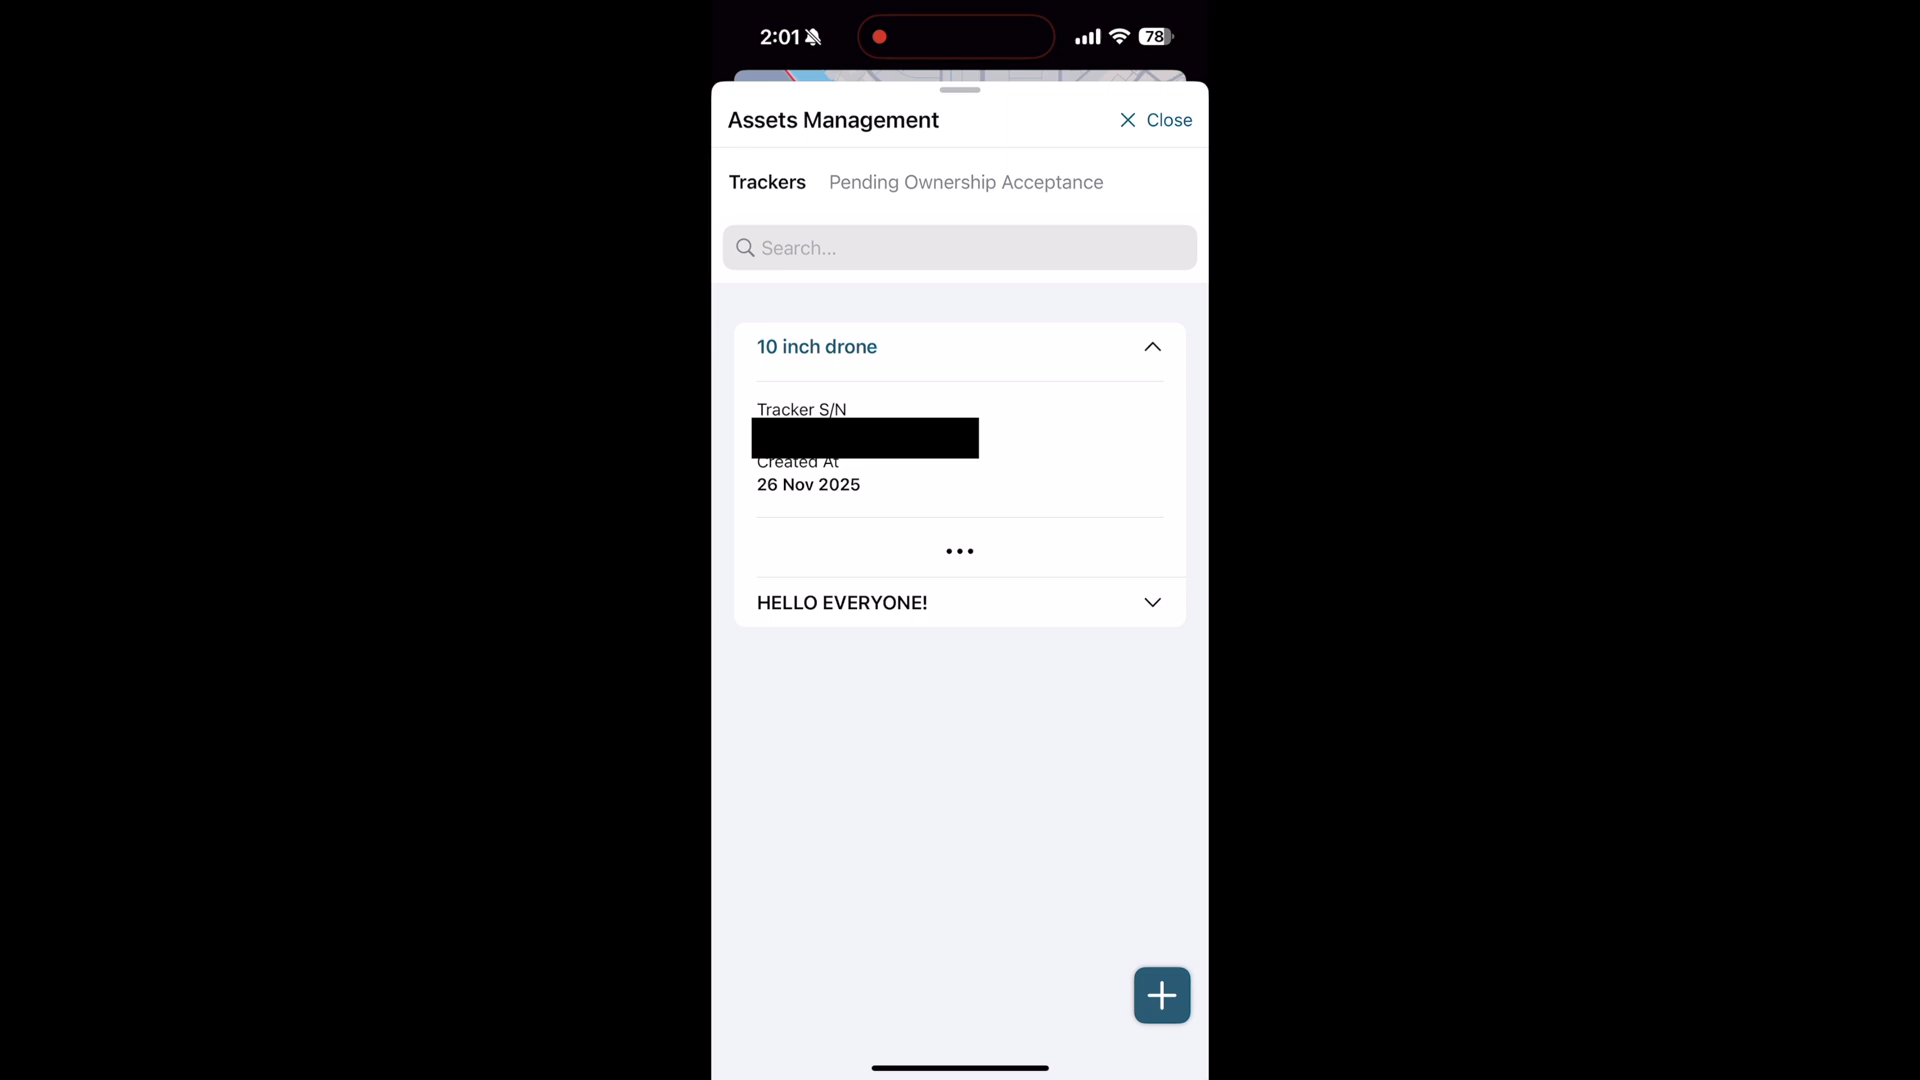 2:01
78
Assets Management
Close
Trackers Pending Ownership Acceptance
Search...
10 inch drone
Tracker S/N
Created At
26 Nov 2025
HELLO EVERYONE!